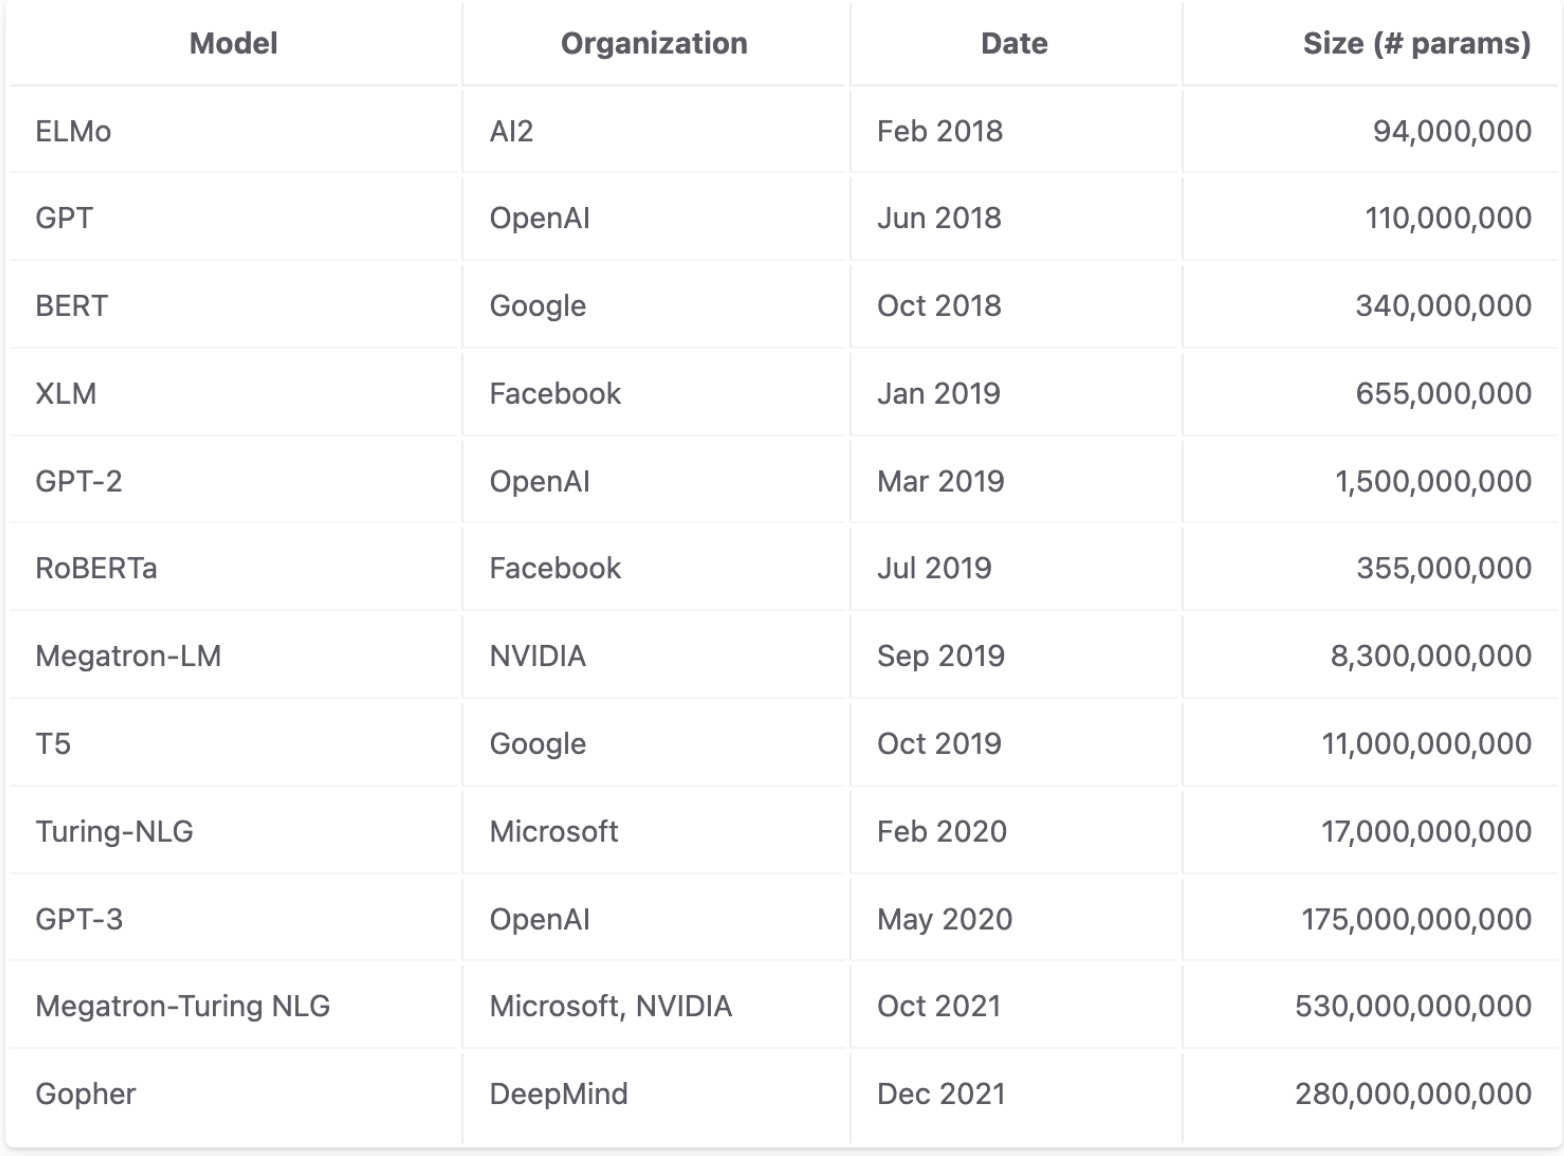 Model Organization Date Size (# params)
ELMo AI2 Feb 2018 94,000,000
GPT OpenAI Jun 2018 110,000,000
BERT Google Oct 2018 340,000,000
XLM Facebook Jan 2019 655,000,000
GPT-2 OpenAI Mar 2019 1,500,000,000
RoBERTa Facebook Jul 2019 355,000,000
Megatron-LM NVIDIA Sep 2019 8,300,000,000
T5 Google Oct 2019 11,000,000,000
Turing-NLG Microsoft Feb 2020 17,000,000,000
GPT-3 OpenAI May 2020 175,000,000,000
Megatron-Turing NLG Microsoft, NVIDIA Oct 2021 530,000,000,000
Gopher DeepMind Dec 2021 280,000,000,000